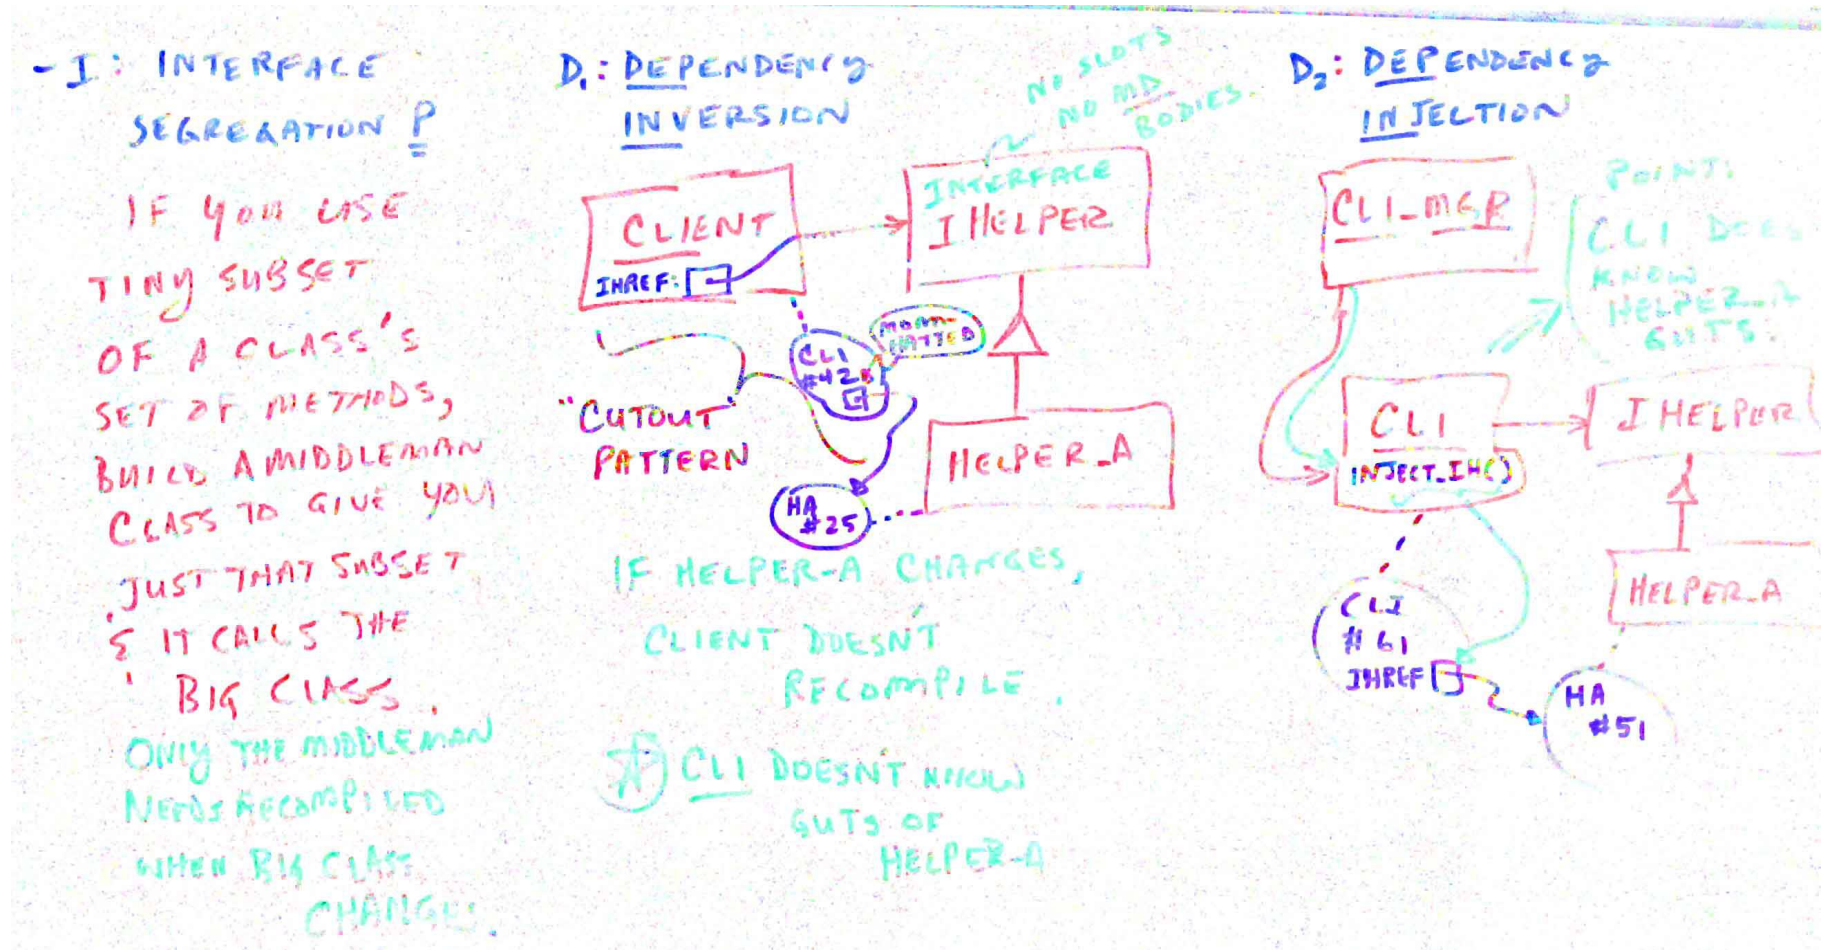 - I: INTERFACE
SEGREGATION P
IF YOU USE
TINY SUBSET
OF A CLASS'S
SET OF METHODS,
BUILD A MIDDLEMAN
CLASS TO GIVE YOU
JUST THAT SUBSET
& IT CALLS THE
BIG CLASS.
ONLY THE MIDDLEMAN
NEEDS RECOMPILED
WHEN BIG CLASS
CHANGES.
D₁: DEPENDENCY
INVERSION
NO SLOTS
NO MD
BODIES.
CLIENT
IHREF:
INTERFACE
I HELPER
CLI
#42
"CUTOUT"
PATTERN
HELPER_A
HA
#25
IF HELPER-A CHANGES,
CLIENT DOESN'T
RECOMPILE.
CLI DOESN'T KNOW
GUTS OF
HELPER-A
D₂: DEPENDENCY
INJECTION
CLI_MGR
POINT:
CLI DOES
KNOW
HELPER_A
GUTS.
CLI
INJECT_IH()
I HELPER
HELPER_A
CLI
#61
IHREF
HA
#51